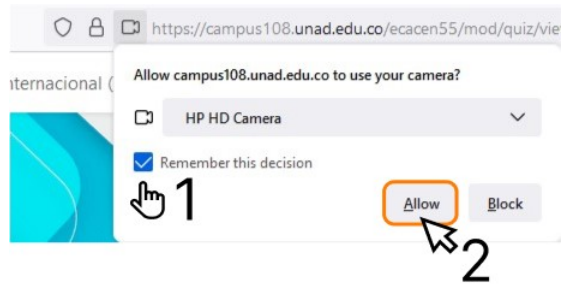 https://campus108.unad.edu.co/ecacen55/mod/quiz/vie
nternacional (
Allow campus108.unad.edu.co to use your camera?
HP HD Camera
Remember this decision
1
Allow
Block
2